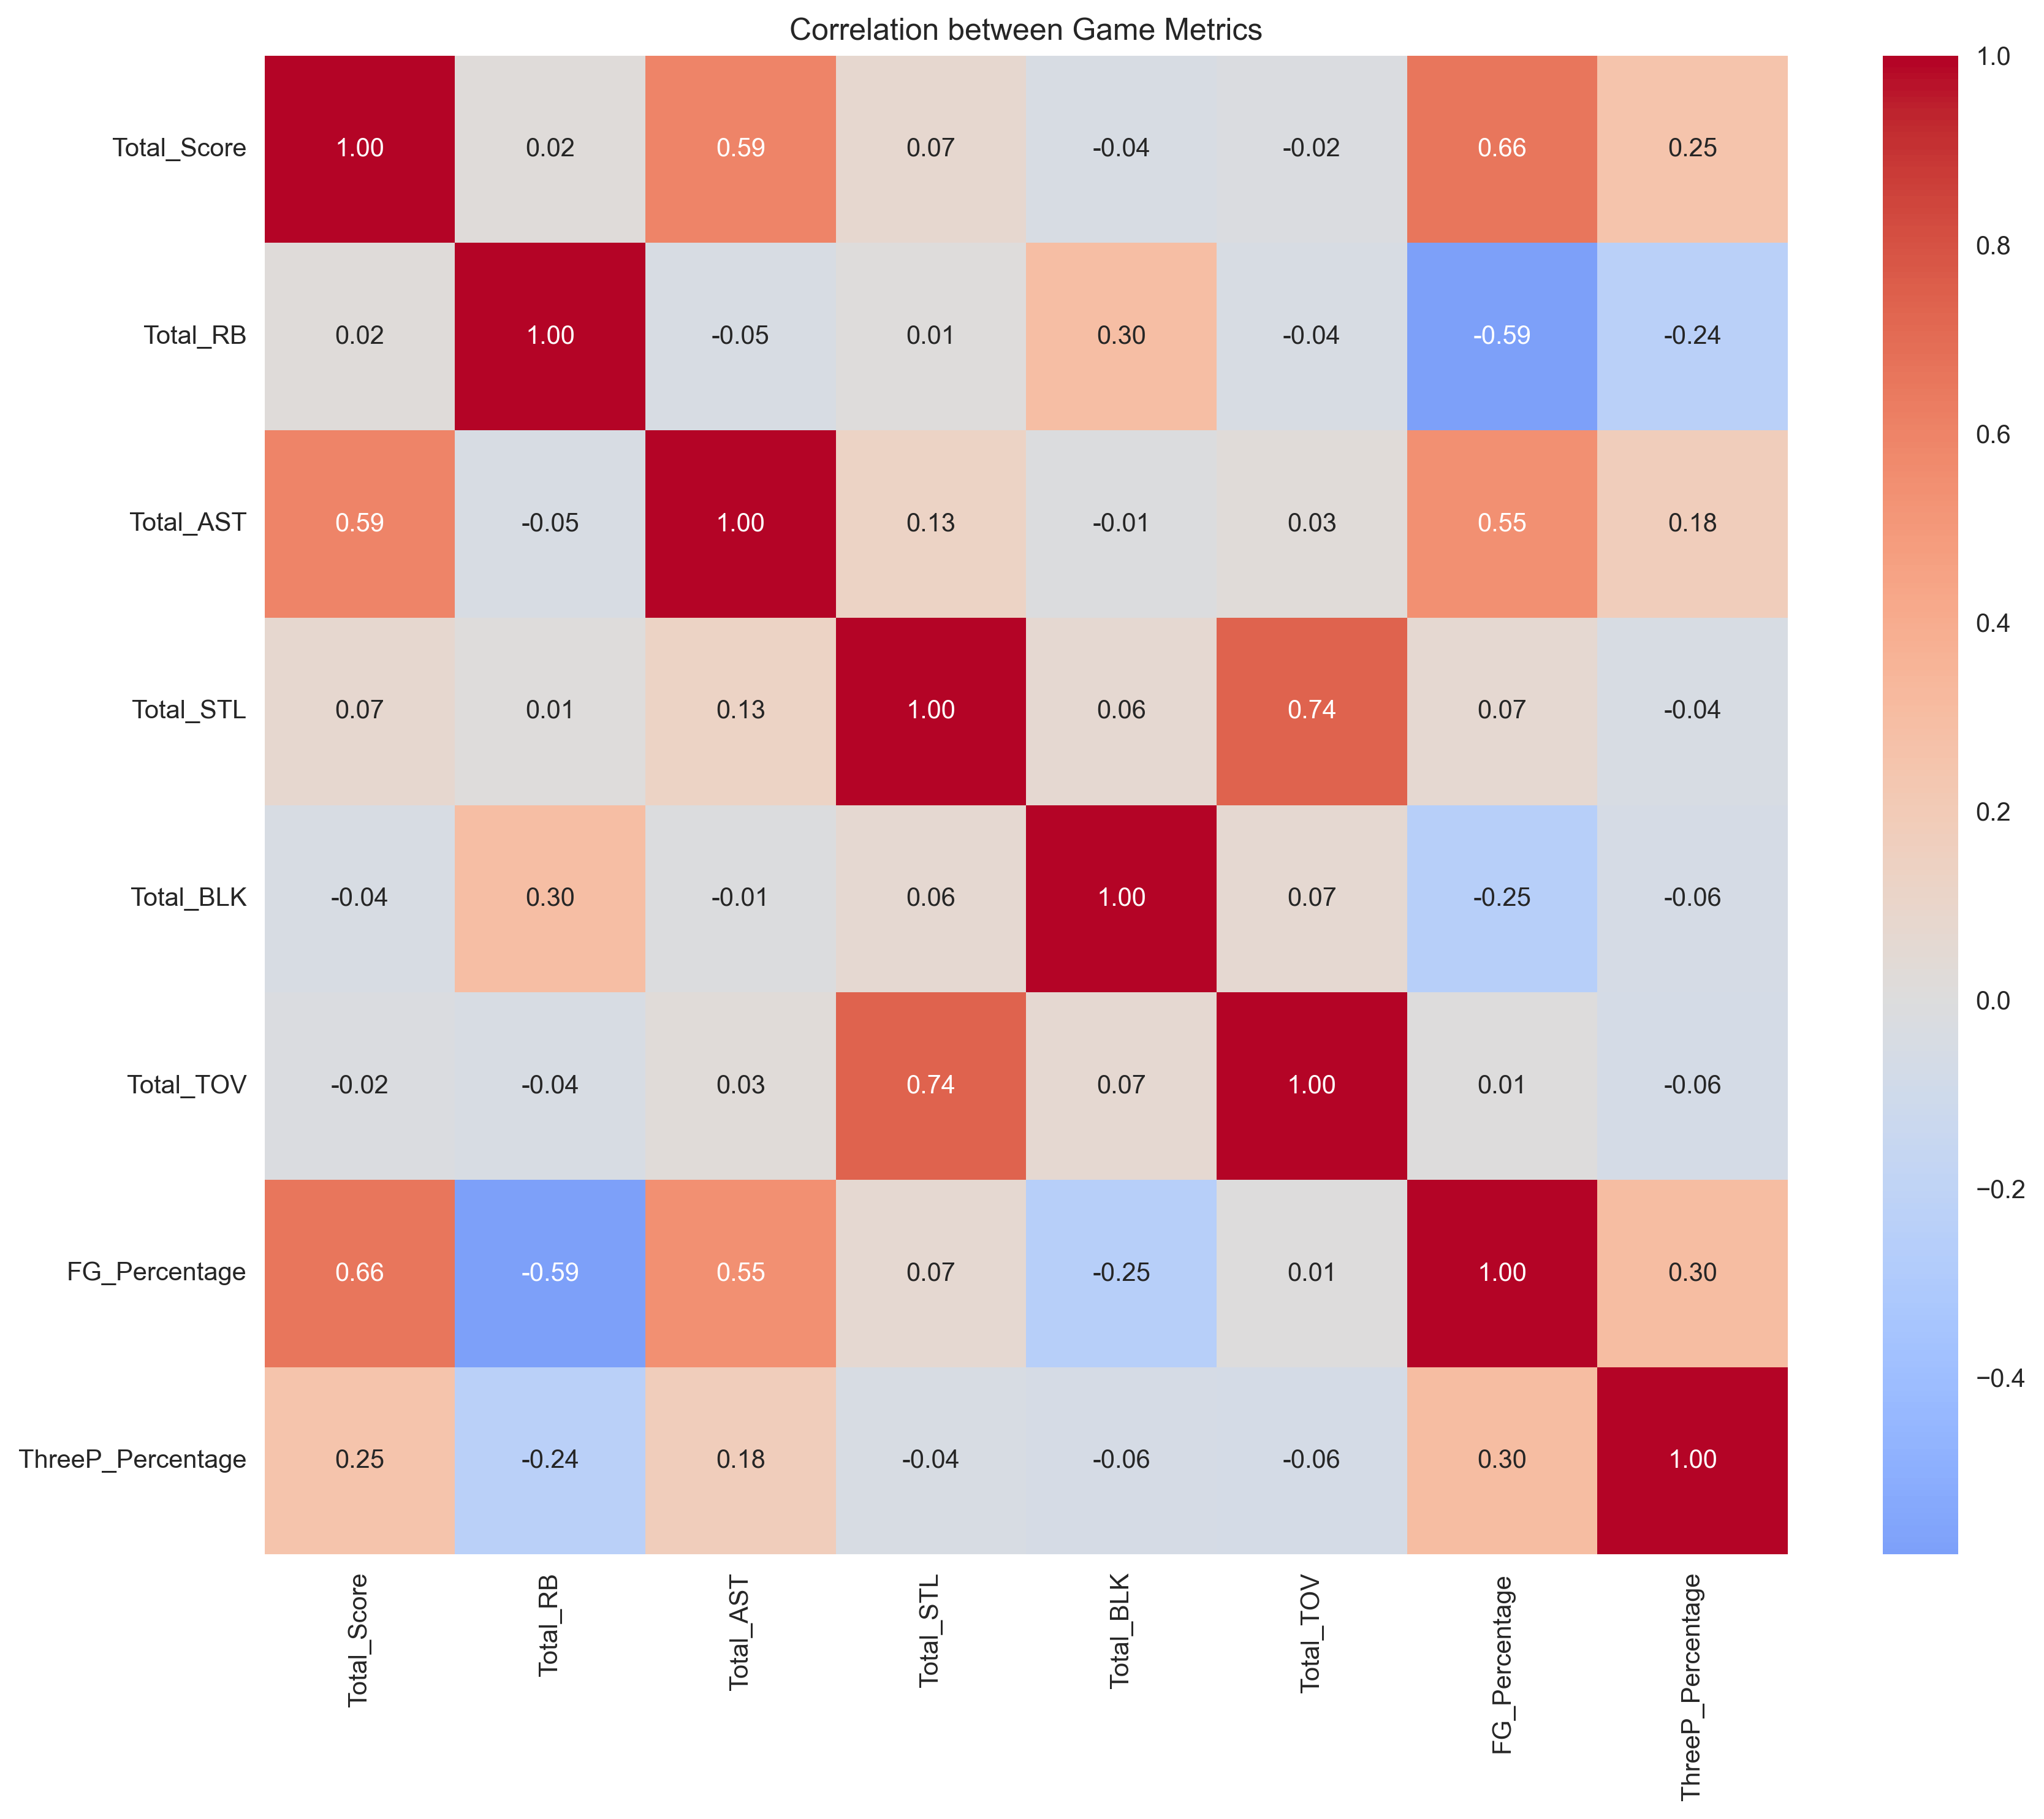 Correlation between Game Metrics
Total_Score 1.00 0.02 0.59 0.07 -0.04 -0.02 0.66 0.25
Total_RB 0.02 1.00 -0.05 0.01 0.30 -0.04 -0.59 -0.24
Total_AST 0.59 -0.05 1.00 0.13 -0.01 0.03 0.55 0.18
Total_STL 0.07 0.01 0.13 1.00 0.06 0.74 0.07 -0.04
Total_BLK -0.04 0.30 -0.01 0.06 1.00 0.07 -0.25 -0.06
Total_TOV -0.02 -0.04 0.03 0.74 0.07 1.00 0.01 -0.06
FG_Percentage 0.66 -0.59 0.55 0.07 -0.25 0.01 1.00 0.30
ThreeP_Percentage 0.25 -0.24 0.18 -0.04 -0.06 -0.06 0.30 1.00
Total_Score
Total_RB
Total_AST
Total_STL
Total_BLK
Total_TOV
FG_Percentage
ThreeP_Percentage
1.0
0.8
0.6
0.4
0.2
0.0
−0.2
−0.4